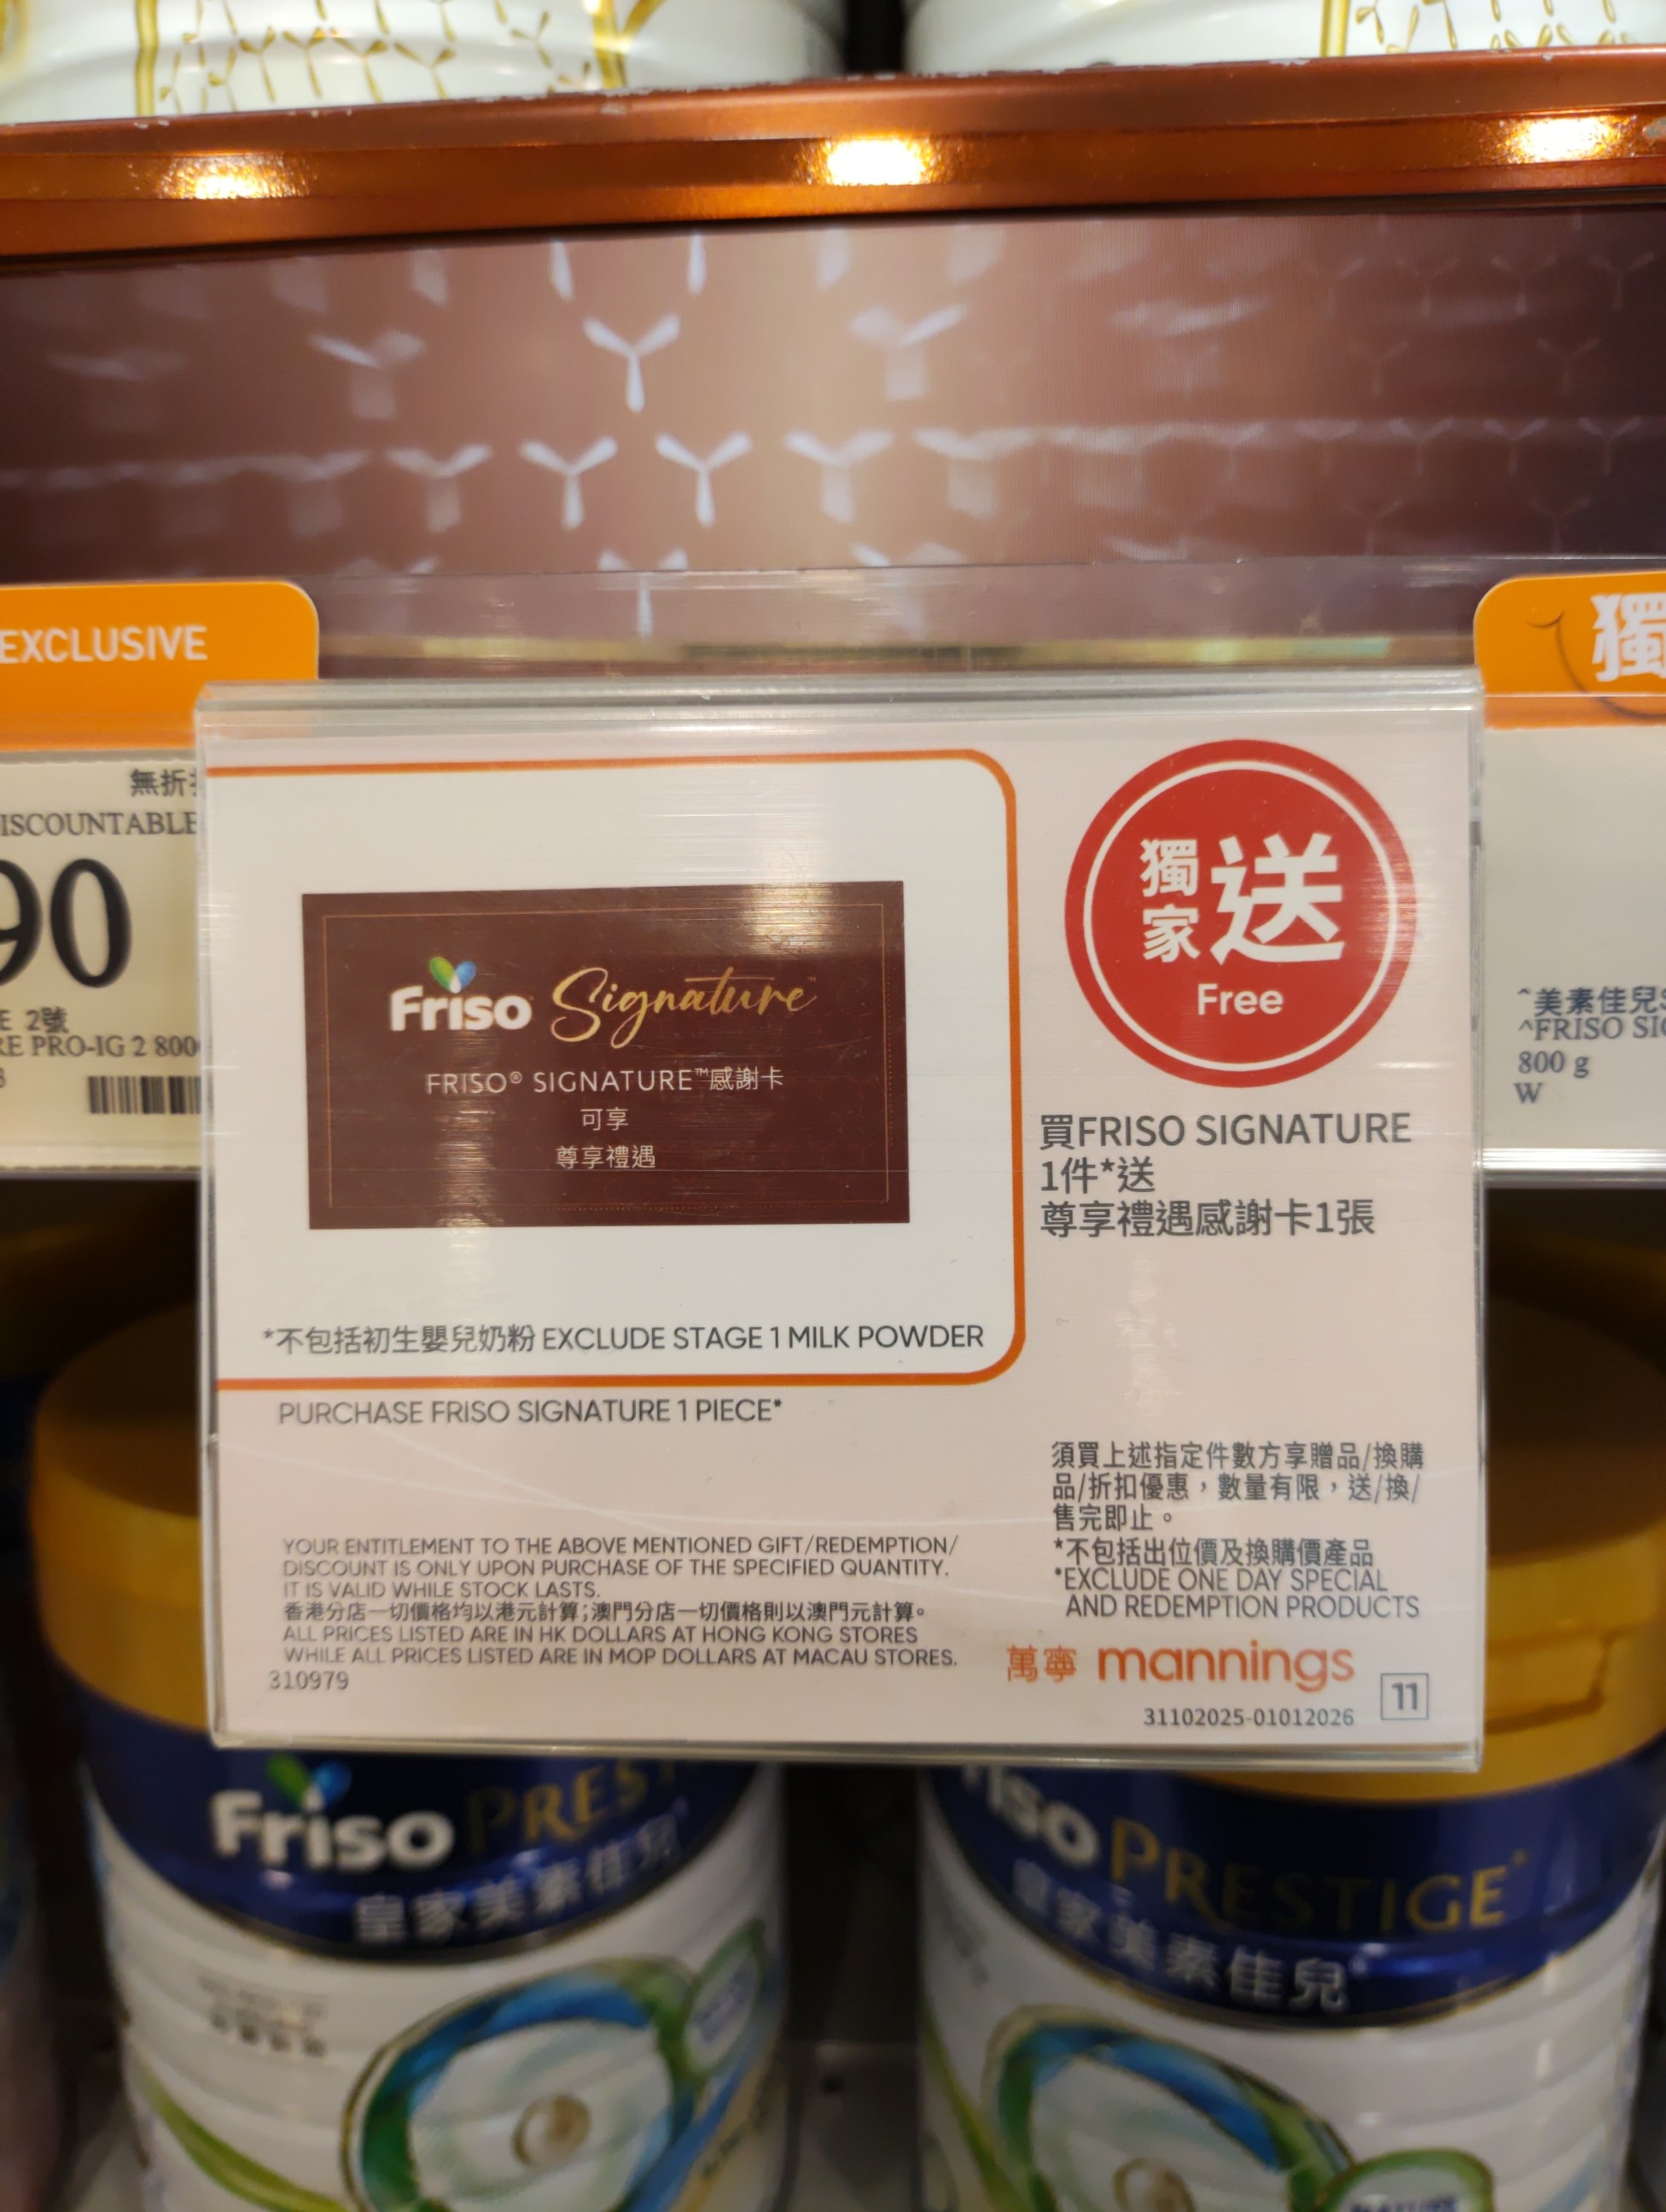 EXCLUSIVE
獨
無折
ISCOUNTABLE
90
E 2號
RE PRO-IG 2 800
^美素佳兒S
^FRISO SIG
800 g
W
Friso Signature™
FRISO® SIGNATURE™感謝卡
可享
尊享禮遇
*不包括初生嬰兒奶粉 EXCLUDE STAGE 1 MILK POWDER
獨家送
Free
買FRISO SIGNATURE
1件*送
尊享禮遇感謝卡1張
PURCHASE FRISO SIGNATURE 1 PIECE*
YOUR ENTITLEMENT TO THE ABOVE MENTIONED GIFT/REDEMPTION/
DISCOUNT IS ONLY UPON PURCHASE OF THE SPECIFIED QUANTITY.
IT IS VALID WHILE STOCK LASTS.
香港分店一切價格均以港元計算;澳門分店一切價格則以澳門元計算。
ALL PRICES LISTED ARE IN HK DOLLARS AT HONG KONG STORES
WHILE ALL PRICES LISTED ARE IN MOP DOLLARS AT MACAU STORES.
310979
須買上述指定件數方享贈品/換購
品/折扣優惠，數量有限，送/換/
售完即止。
*不包括出位價及換購價產品
*EXCLUDE ONE DAY SPECIAL
AND REDEMPTION PRODUCTS
萬寧 mannings
31102025-01012026
11
Friso PREST
皇家美素佳兒
riso PRESTIGE
皇家美素佳兒